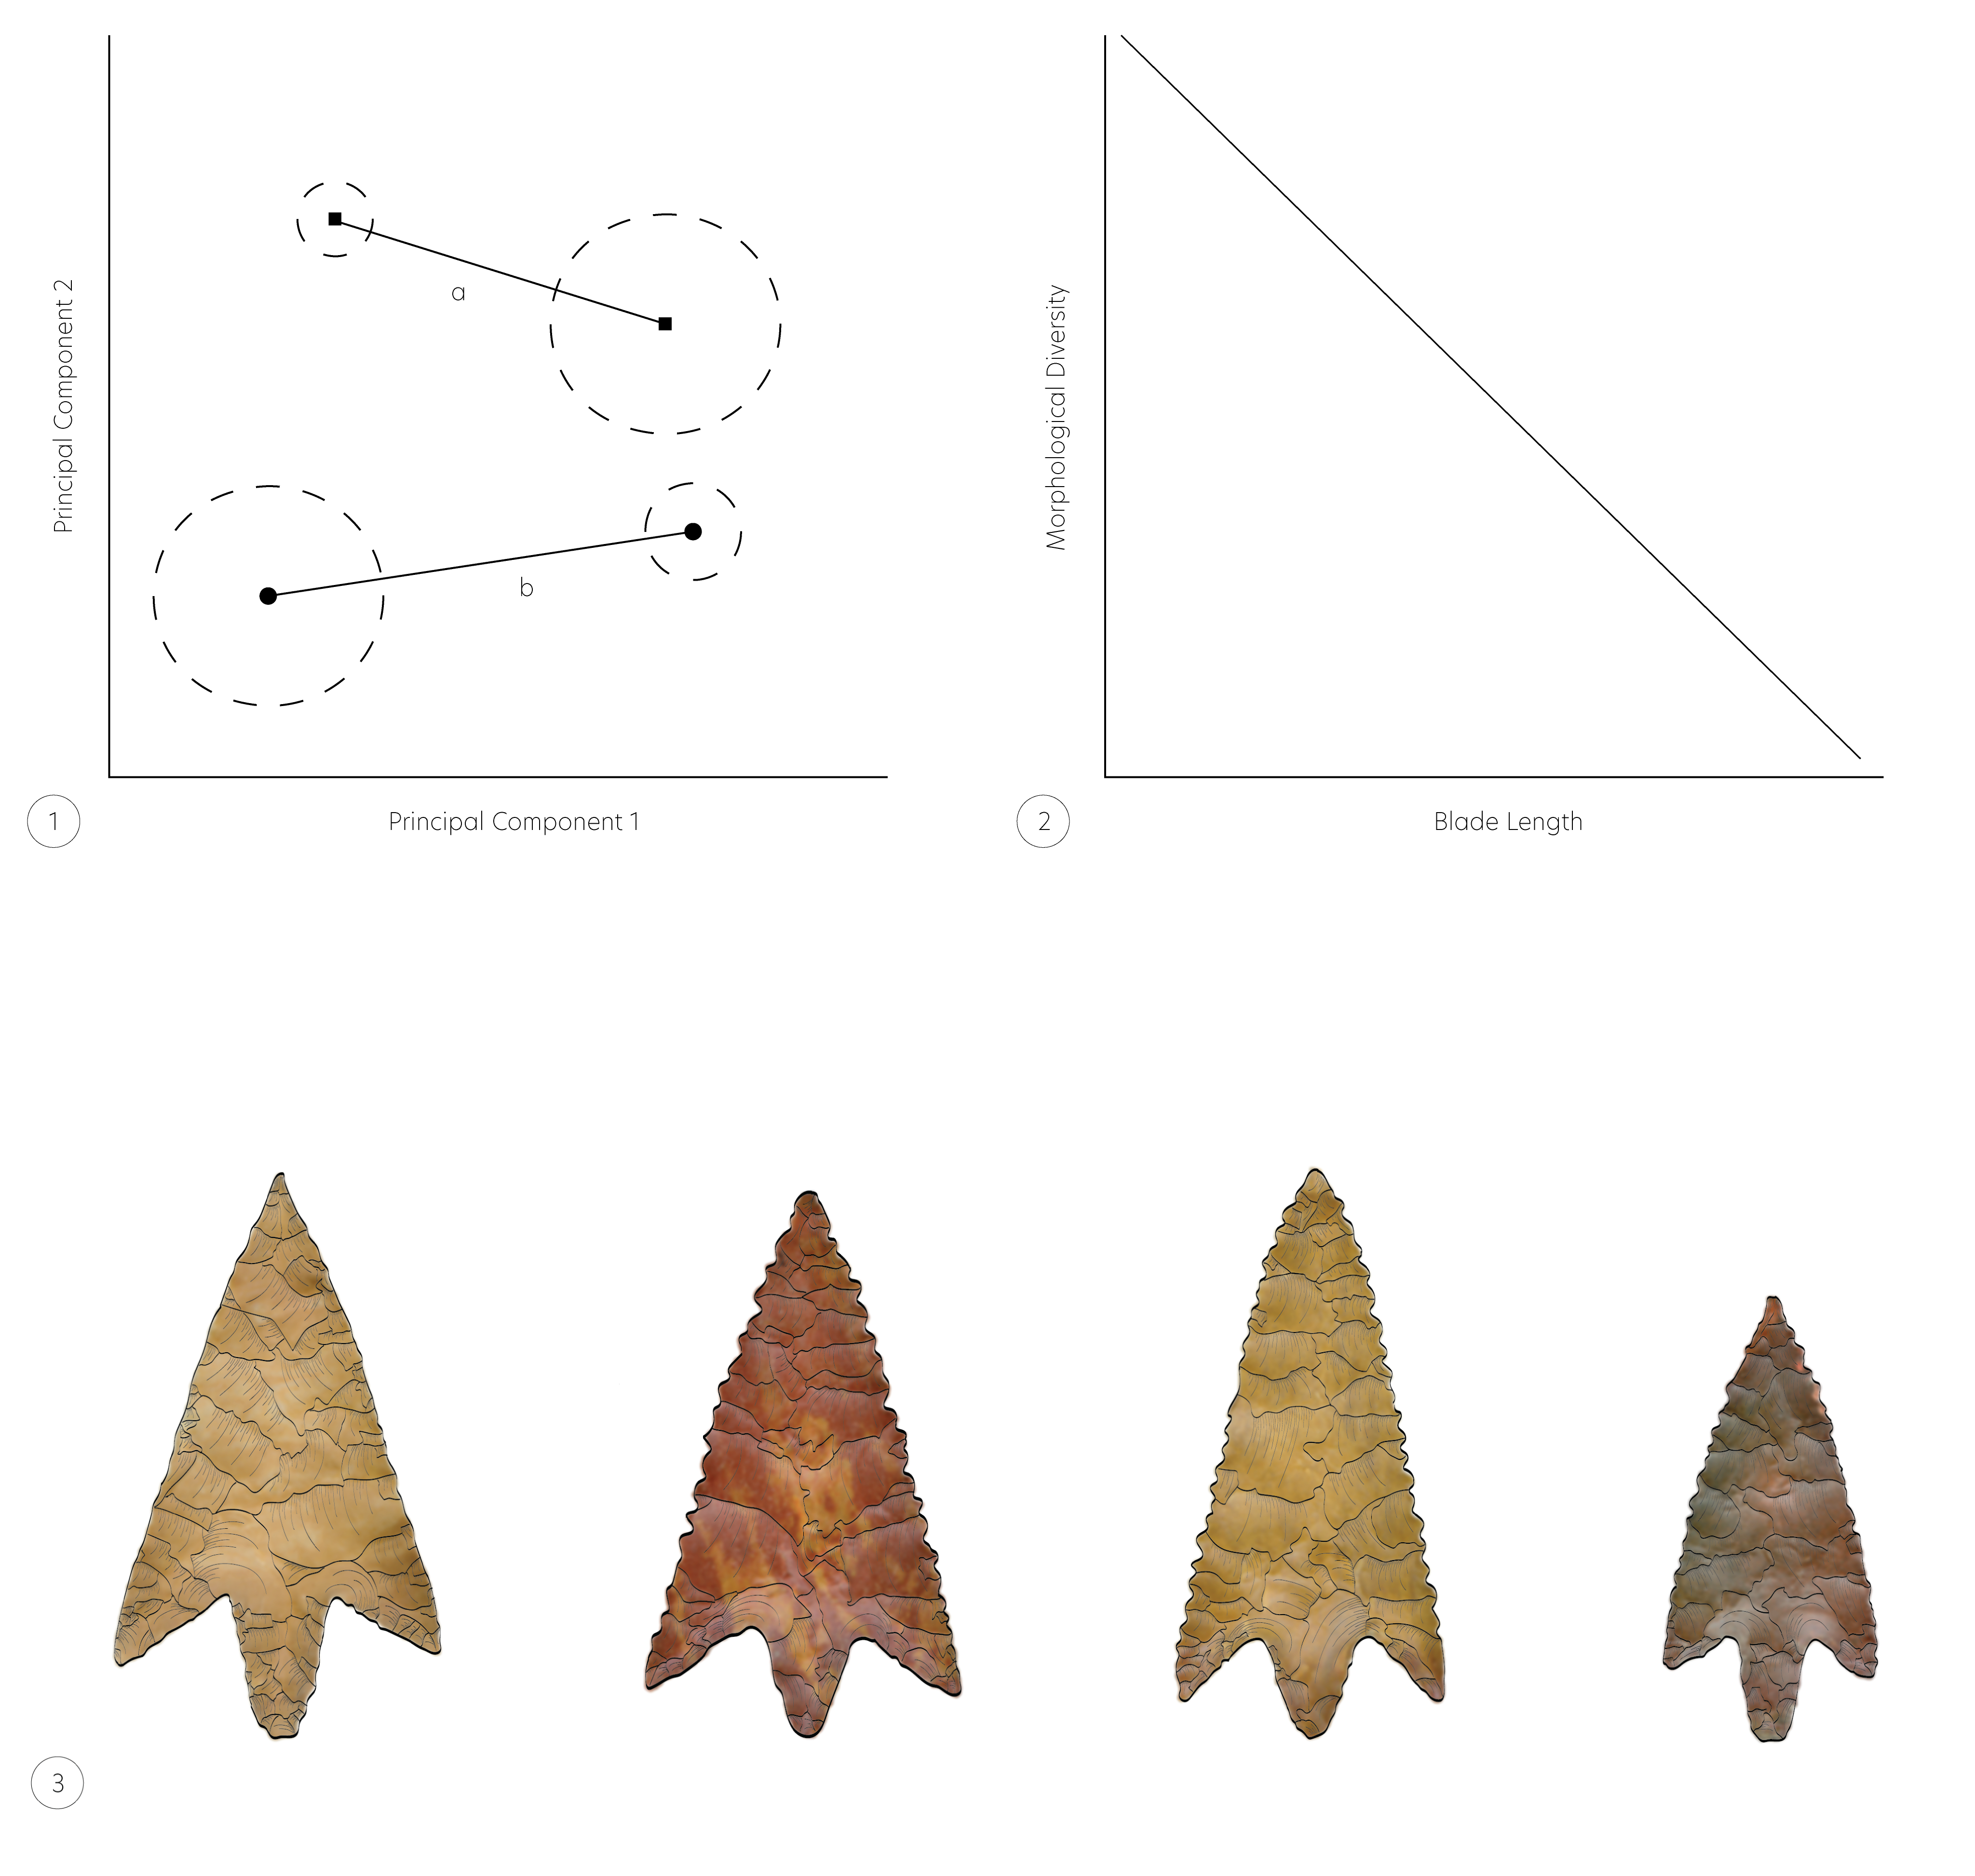 Principal Component 2
a
b
1
Principal Component 1
Morphological Diversity
2
Blade Length
3